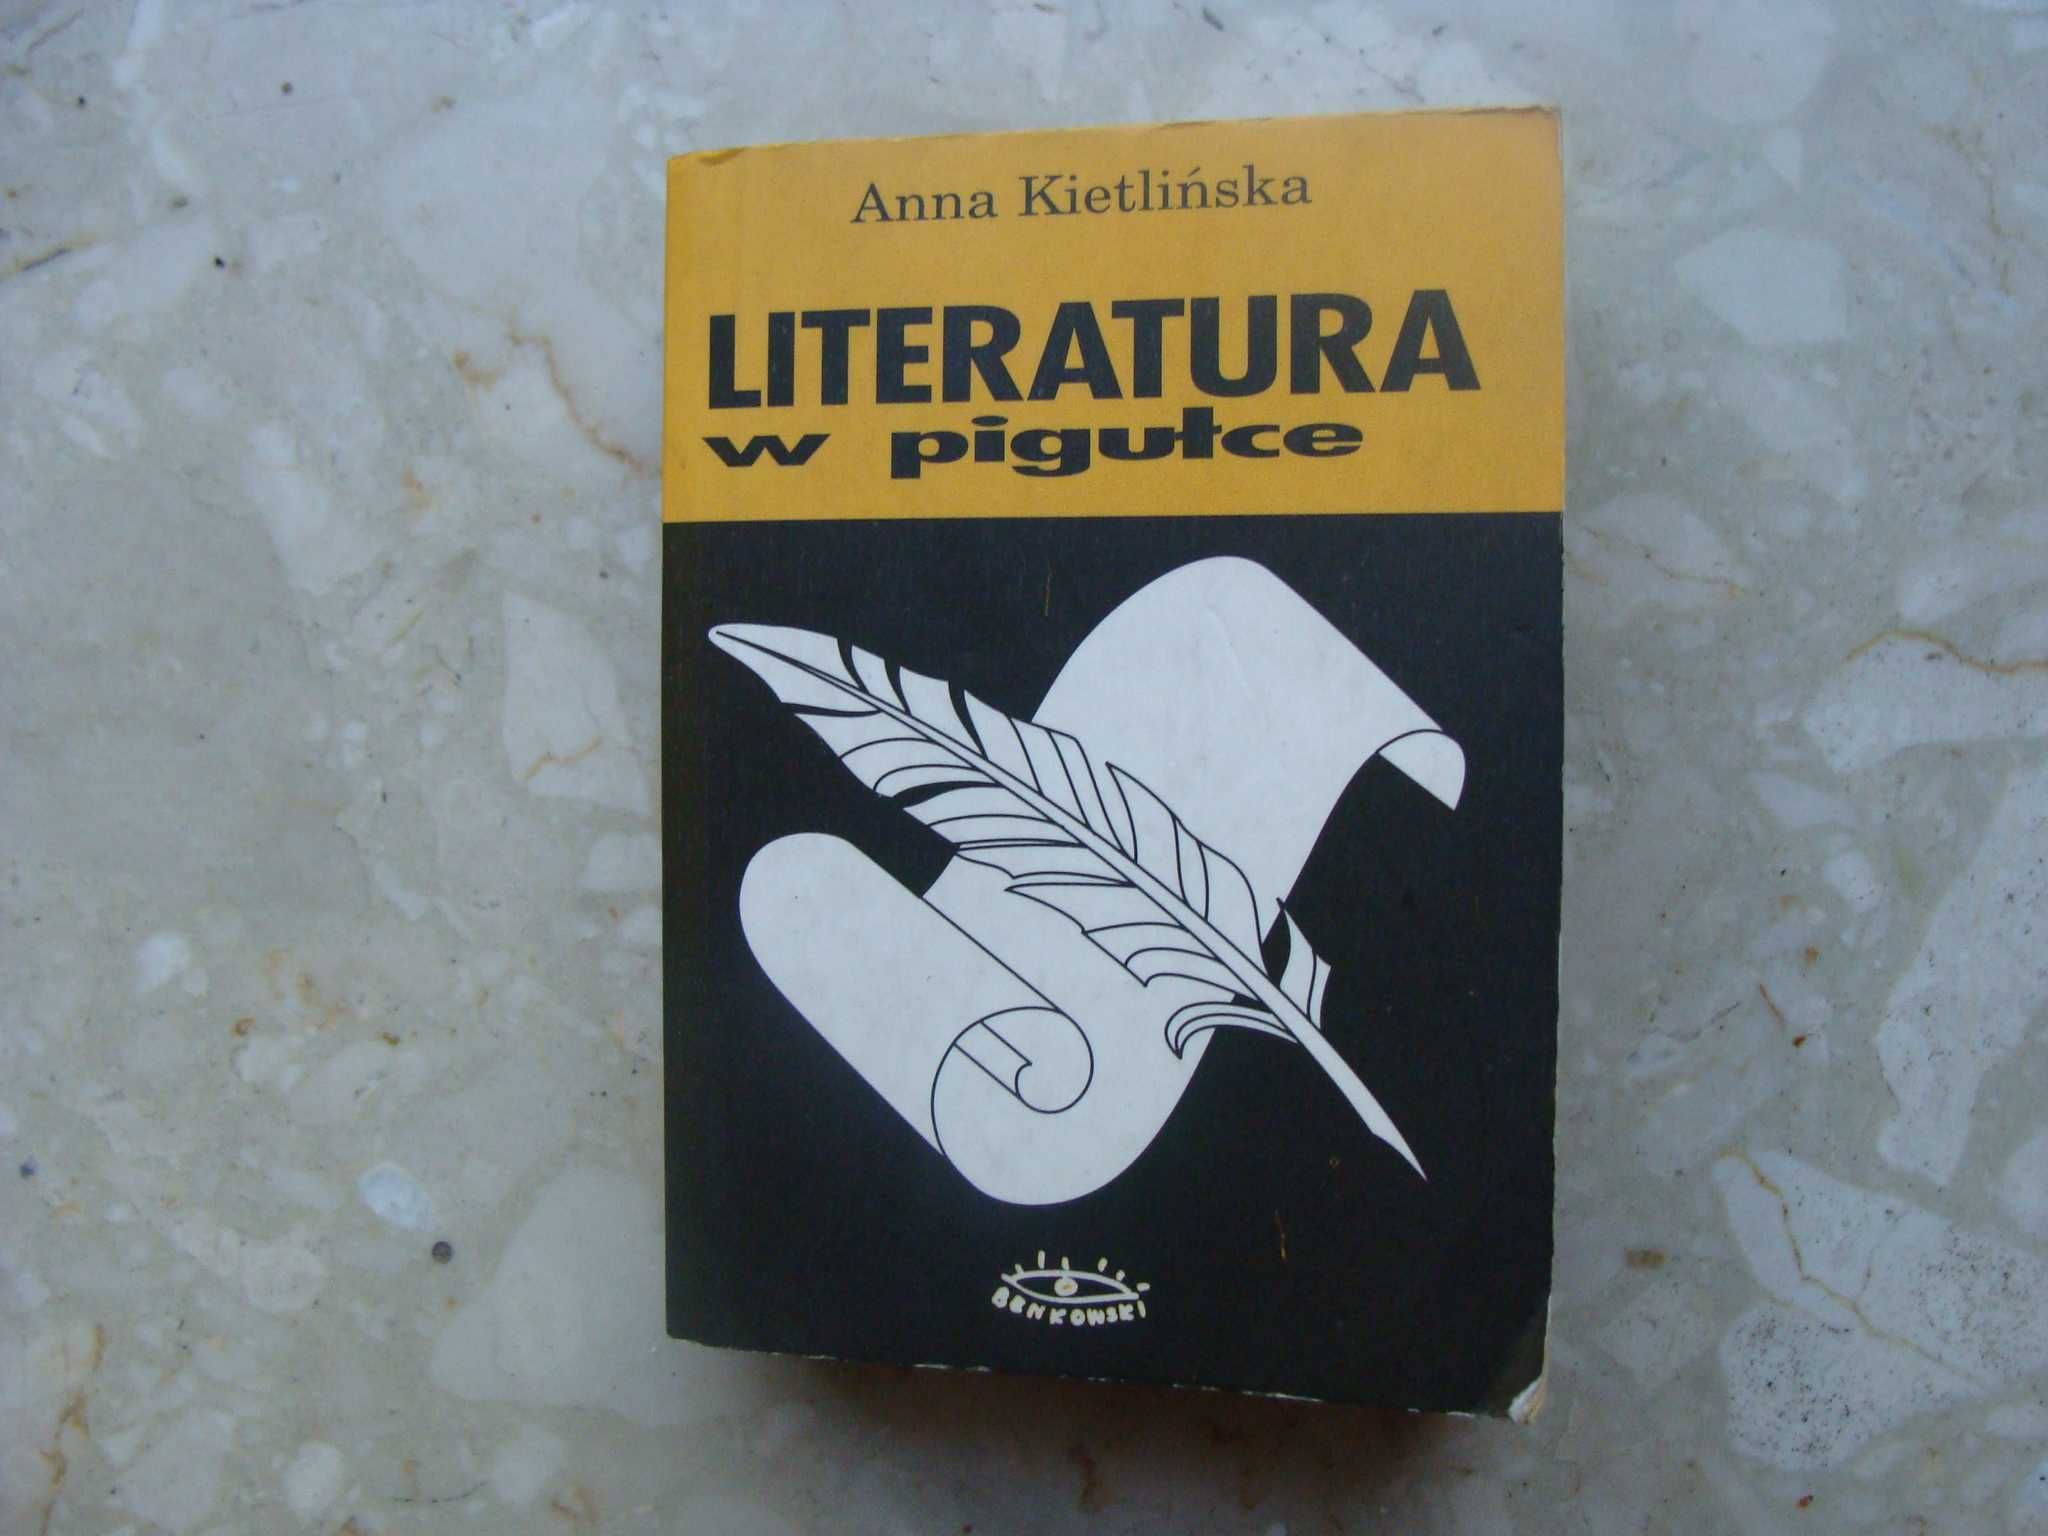 Anna Kietlińska
LITERATURA
w pigułce
BENKOWSKI